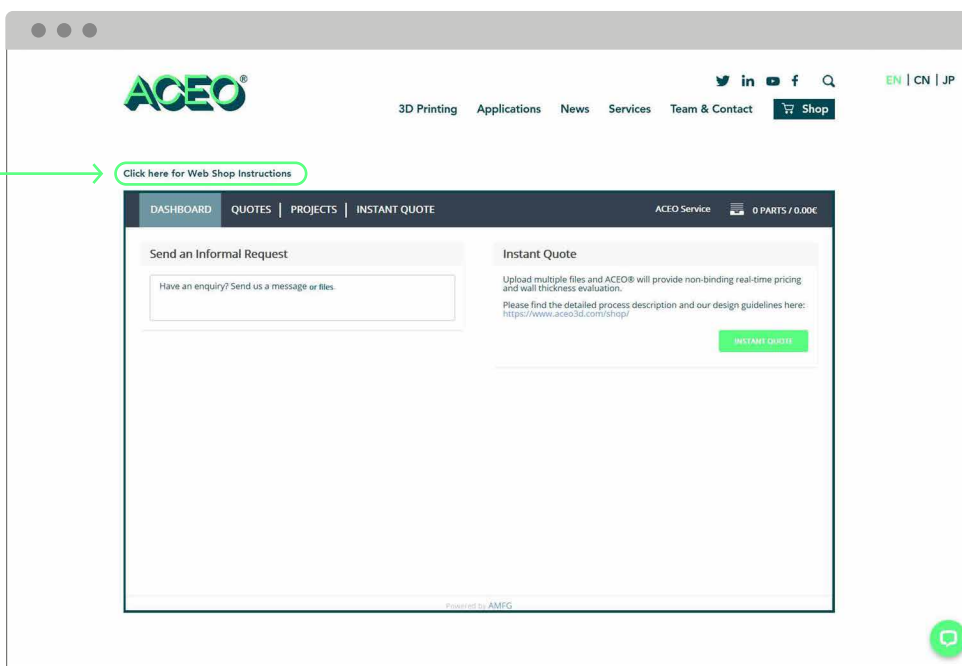 ACEO®
EN | CN | JP
3D Printing Applications News Services Team & Contact Shop
Click here for Web Shop Instructions
DASHBOARD QUOTES | PROJECTS | INSTANT QUOTE ACEO Service 0 PARTS / 0.00€
Send an Informal Request
Have an enquiry? Send us a message or files
Instant Quote
Upload multiple files and ACEO® will provide non-binding real-time pricing
and wall thickness evaluation.
Please find the detailed process description and our design guidelines here:
https://www.aceo3d.com/shop/
INSTANT QUOTE
Powered by AMFG